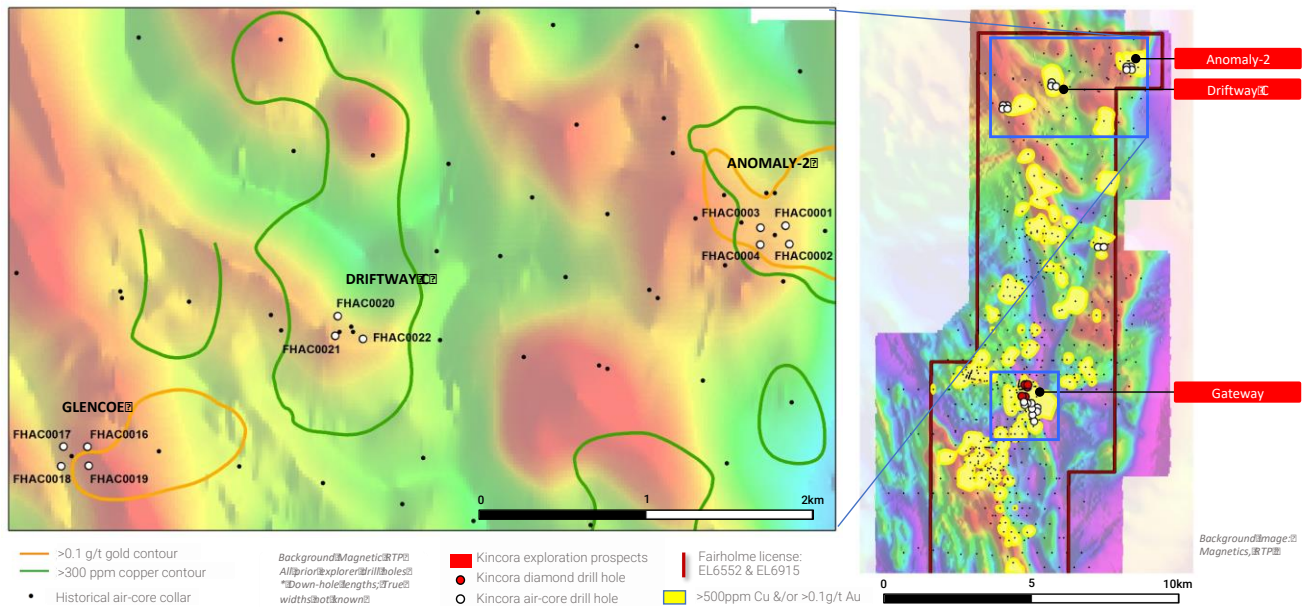 ANOMALY-2
FHAC0003 FHAC0001
FHAC0004 FHAC0002
DRIFTWAY C
FHAC0020
FHAC0021 FHAC0022
GLENCOE
FHAC0017 FHAC0016
FHAC0018 FHAC0019
0 1 2km
Anomaly-2
Driftway C
Gateway
0 5 10km
Background Image:
Magnetics, RTP
>0.1 g/t gold contour
>300 ppm copper contour
Historical air-core collar
Background Magnetic RTP
All prior explorer drill holes
* Down-hole lengths; True
widths not known
Kincora exploration prospects
Kincora diamond drill hole
Kincora air-core drill hole
Fairholme license:
EL6552 & EL6915
>500ppm Cu &/or >0.1g/t Au